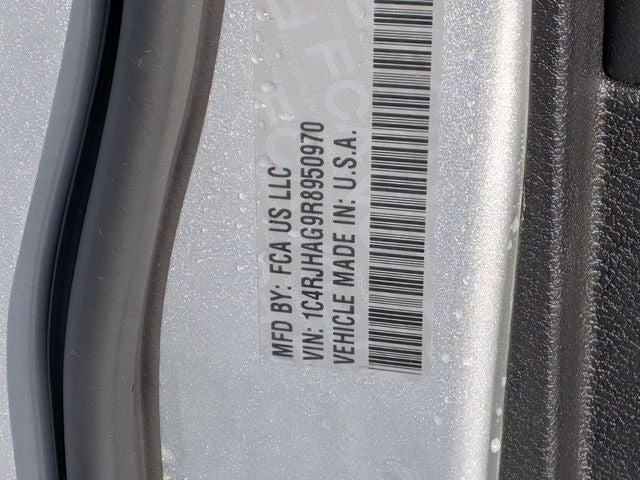 MFD BY: FCA US LLC
VIN: 1C4RJHAG9R8950970
VEHICLE MADE IN: U.S.A.